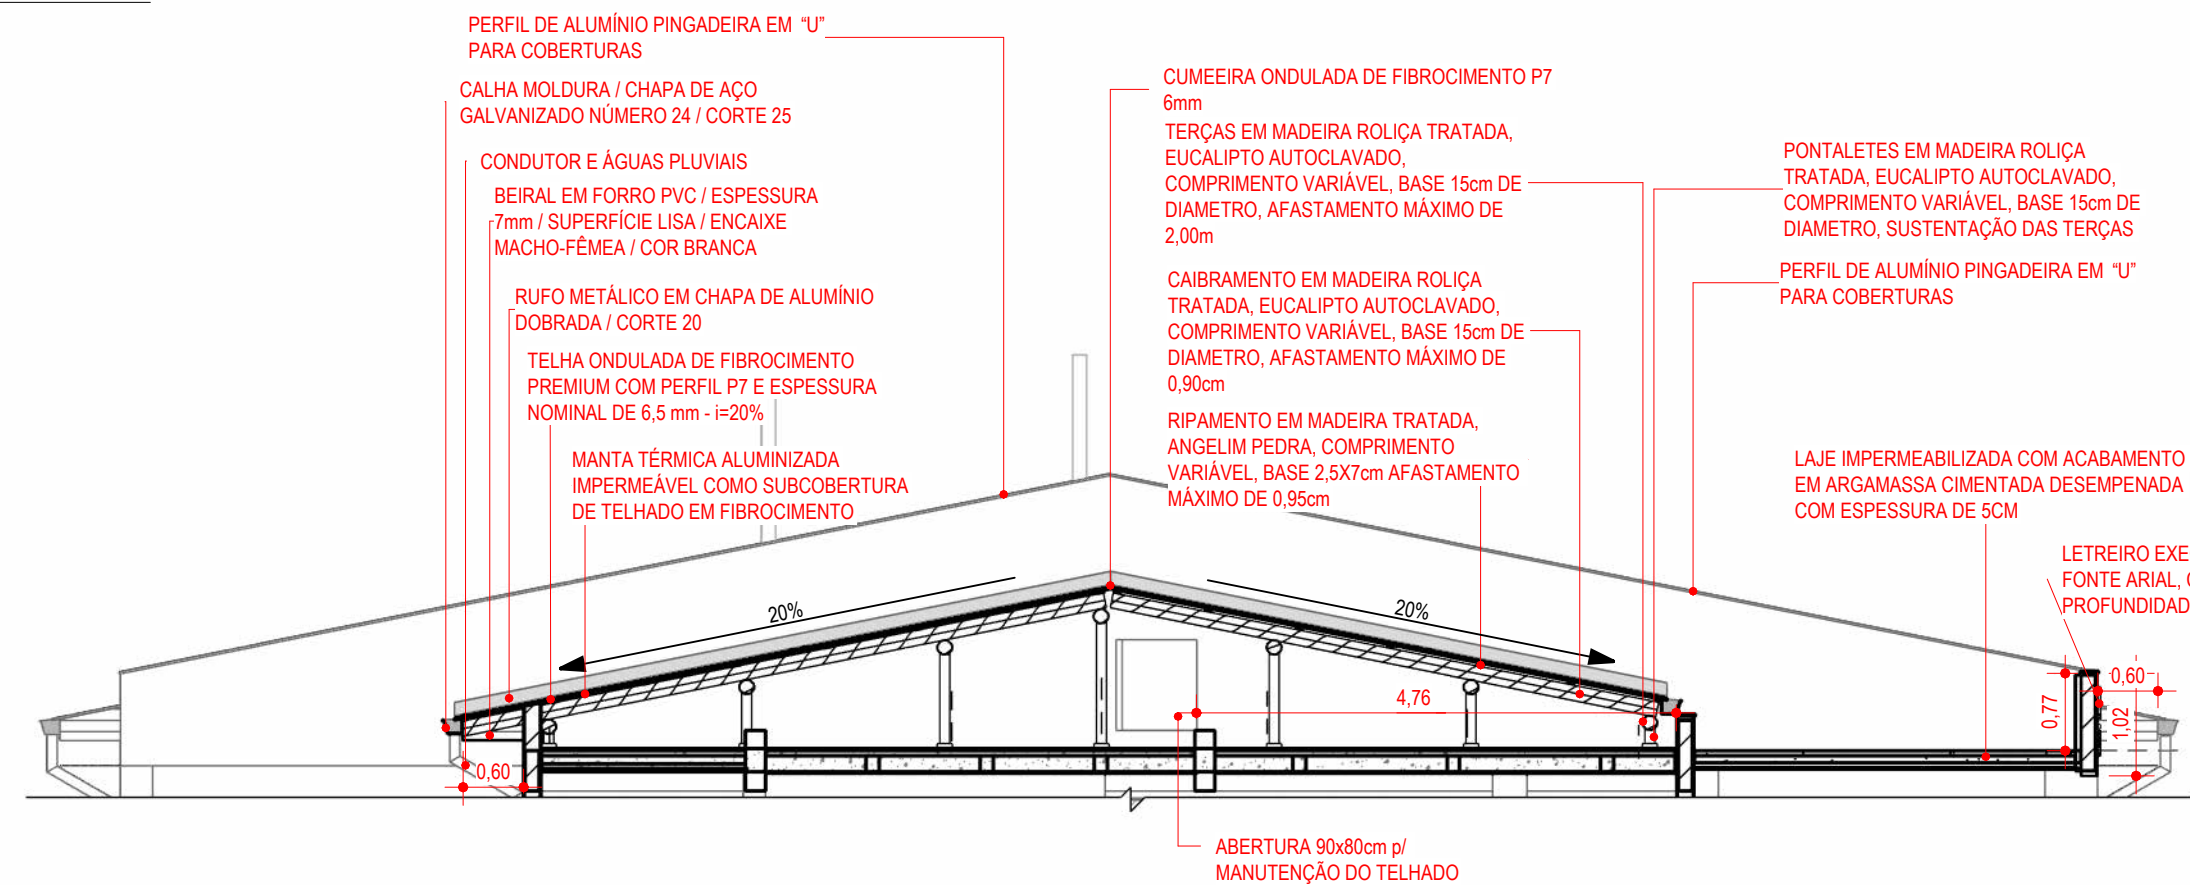 PERFIL DE ALUMÍNIO PINGADEIRA EM “U”
PARA COBERTURAS
CALHA MOLDURA / CHAPA DE AÇO
GALVANIZADO NÚMERO 24 / CORTE 25
CONDUTOR E ÁGUAS PLUVIAIS
BEIRAL EM FORRO PVC / ESPESSURA
7mm / SUPERFÍCIE LISA / ENCAIXE
MACHO-FÊMEA / COR BRANCA
RUFO METÁLICO EM CHAPA DE ALUMÍNIO
DOBRADA / CORTE 20
TELHA ONDULADA DE FIBROCIMENTO
PREMIUM COM PERFIL P7 E ESPESSURA
NOMINAL DE 6,5 mm - i=20%
MANTA TÉRMICA ALUMINIZADA
IMPERMEÁVEL COMO SUBCOBERTURA
DE TELHADO EM FIBROCIMENTO
CUMEEIRA ONDULADA DE FIBROCIMENTO P7
6mm
TERÇAS EM MADEIRA ROLIÇA TRATADA,
EUCALIPTO AUTOCLAVADO,
COMPRIMENTO VARIÁVEL, BASE 15cm DE
DIAMETRO, AFASTAMENTO MÁXIMO DE
2,00m
CAIBRAMENTO EM MADEIRA ROLIÇA
TRATADA, EUCALIPTO AUTOCLAVADO,
COMPRIMENTO VARIÁVEL, BASE 15cm DE
DIAMETRO, AFASTAMENTO MÁXIMO DE
0,90cm
RIPAMENTO EM MADEIRA TRATADA,
ANGELIM PEDRA, COMPRIMENTO
VARIÁVEL, BASE 2,5X7cm AFASTAMENTO
MÁXIMO DE 0,95cm
PONTALETES EM MADEIRA ROLIÇA
TRATADA, EUCALIPTO AUTOCLAVADO,
COMPRIMENTO VARIÁVEL, BASE 15cm DE
DIAMETRO, SUSTENTAÇÃO DAS TERÇAS
PERFIL DE ALUMÍNIO PINGADEIRA EM “U”
PARA COBERTURAS
LAJE IMPERMEABILIZADA COM ACABAMENTO
EM ARGAMASSA CIMENTADA DESEMPENADA
COM ESPESSURA DE 5CM
LETREIRO EXE
FONTE ARIAL,
PROFUNDIDAD
20%
20%
4,76
0,60
0,77
1,02
0,60
ABERTURA 90x80cm p/
MANUTENÇÃO DO TELHADO